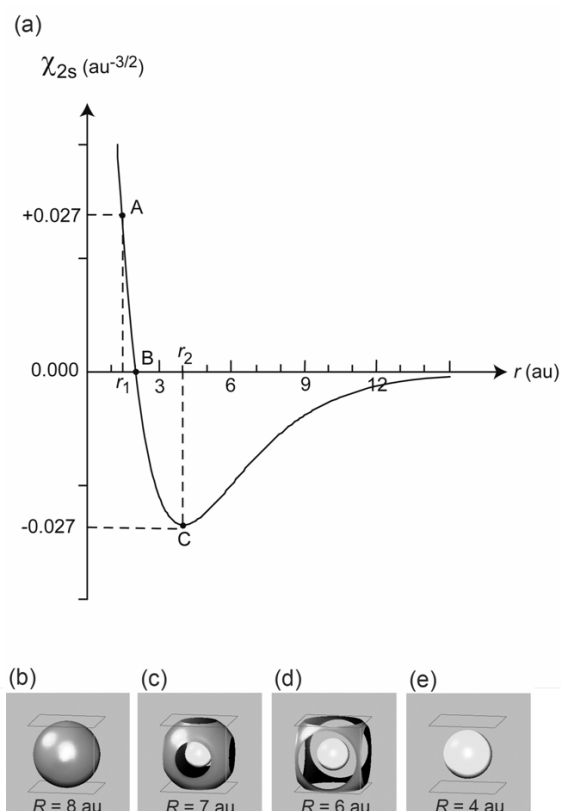 (a)
χ2s (au-3/2)
+0.027
A
B
r2
0.000
r1
3
6
9
12
r (au)
-0.027
C
(b)
(c)
(d)
(e)
R = 8 au
R = 7 au
R = 6 au
R = 4 au